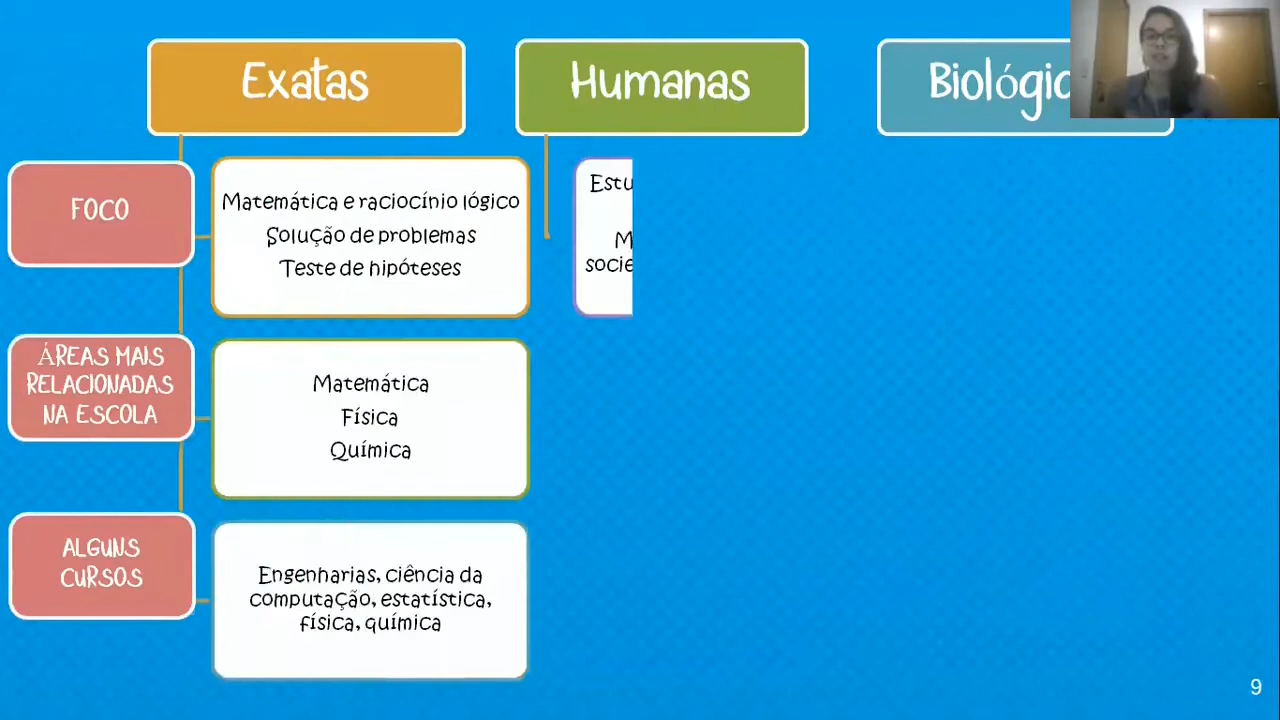 Exatas
Humanas
FOCO
Matemática e raciocínio lógico
Solução de problemas
Teste de hipóteses
ÁREAS MAIS
RELACIONADAS
NA ESCOLA
Matemática
Física
Química
ALGUNS
CURSOS
Engenharias, ciência da
computação, estatística,
física, química
9